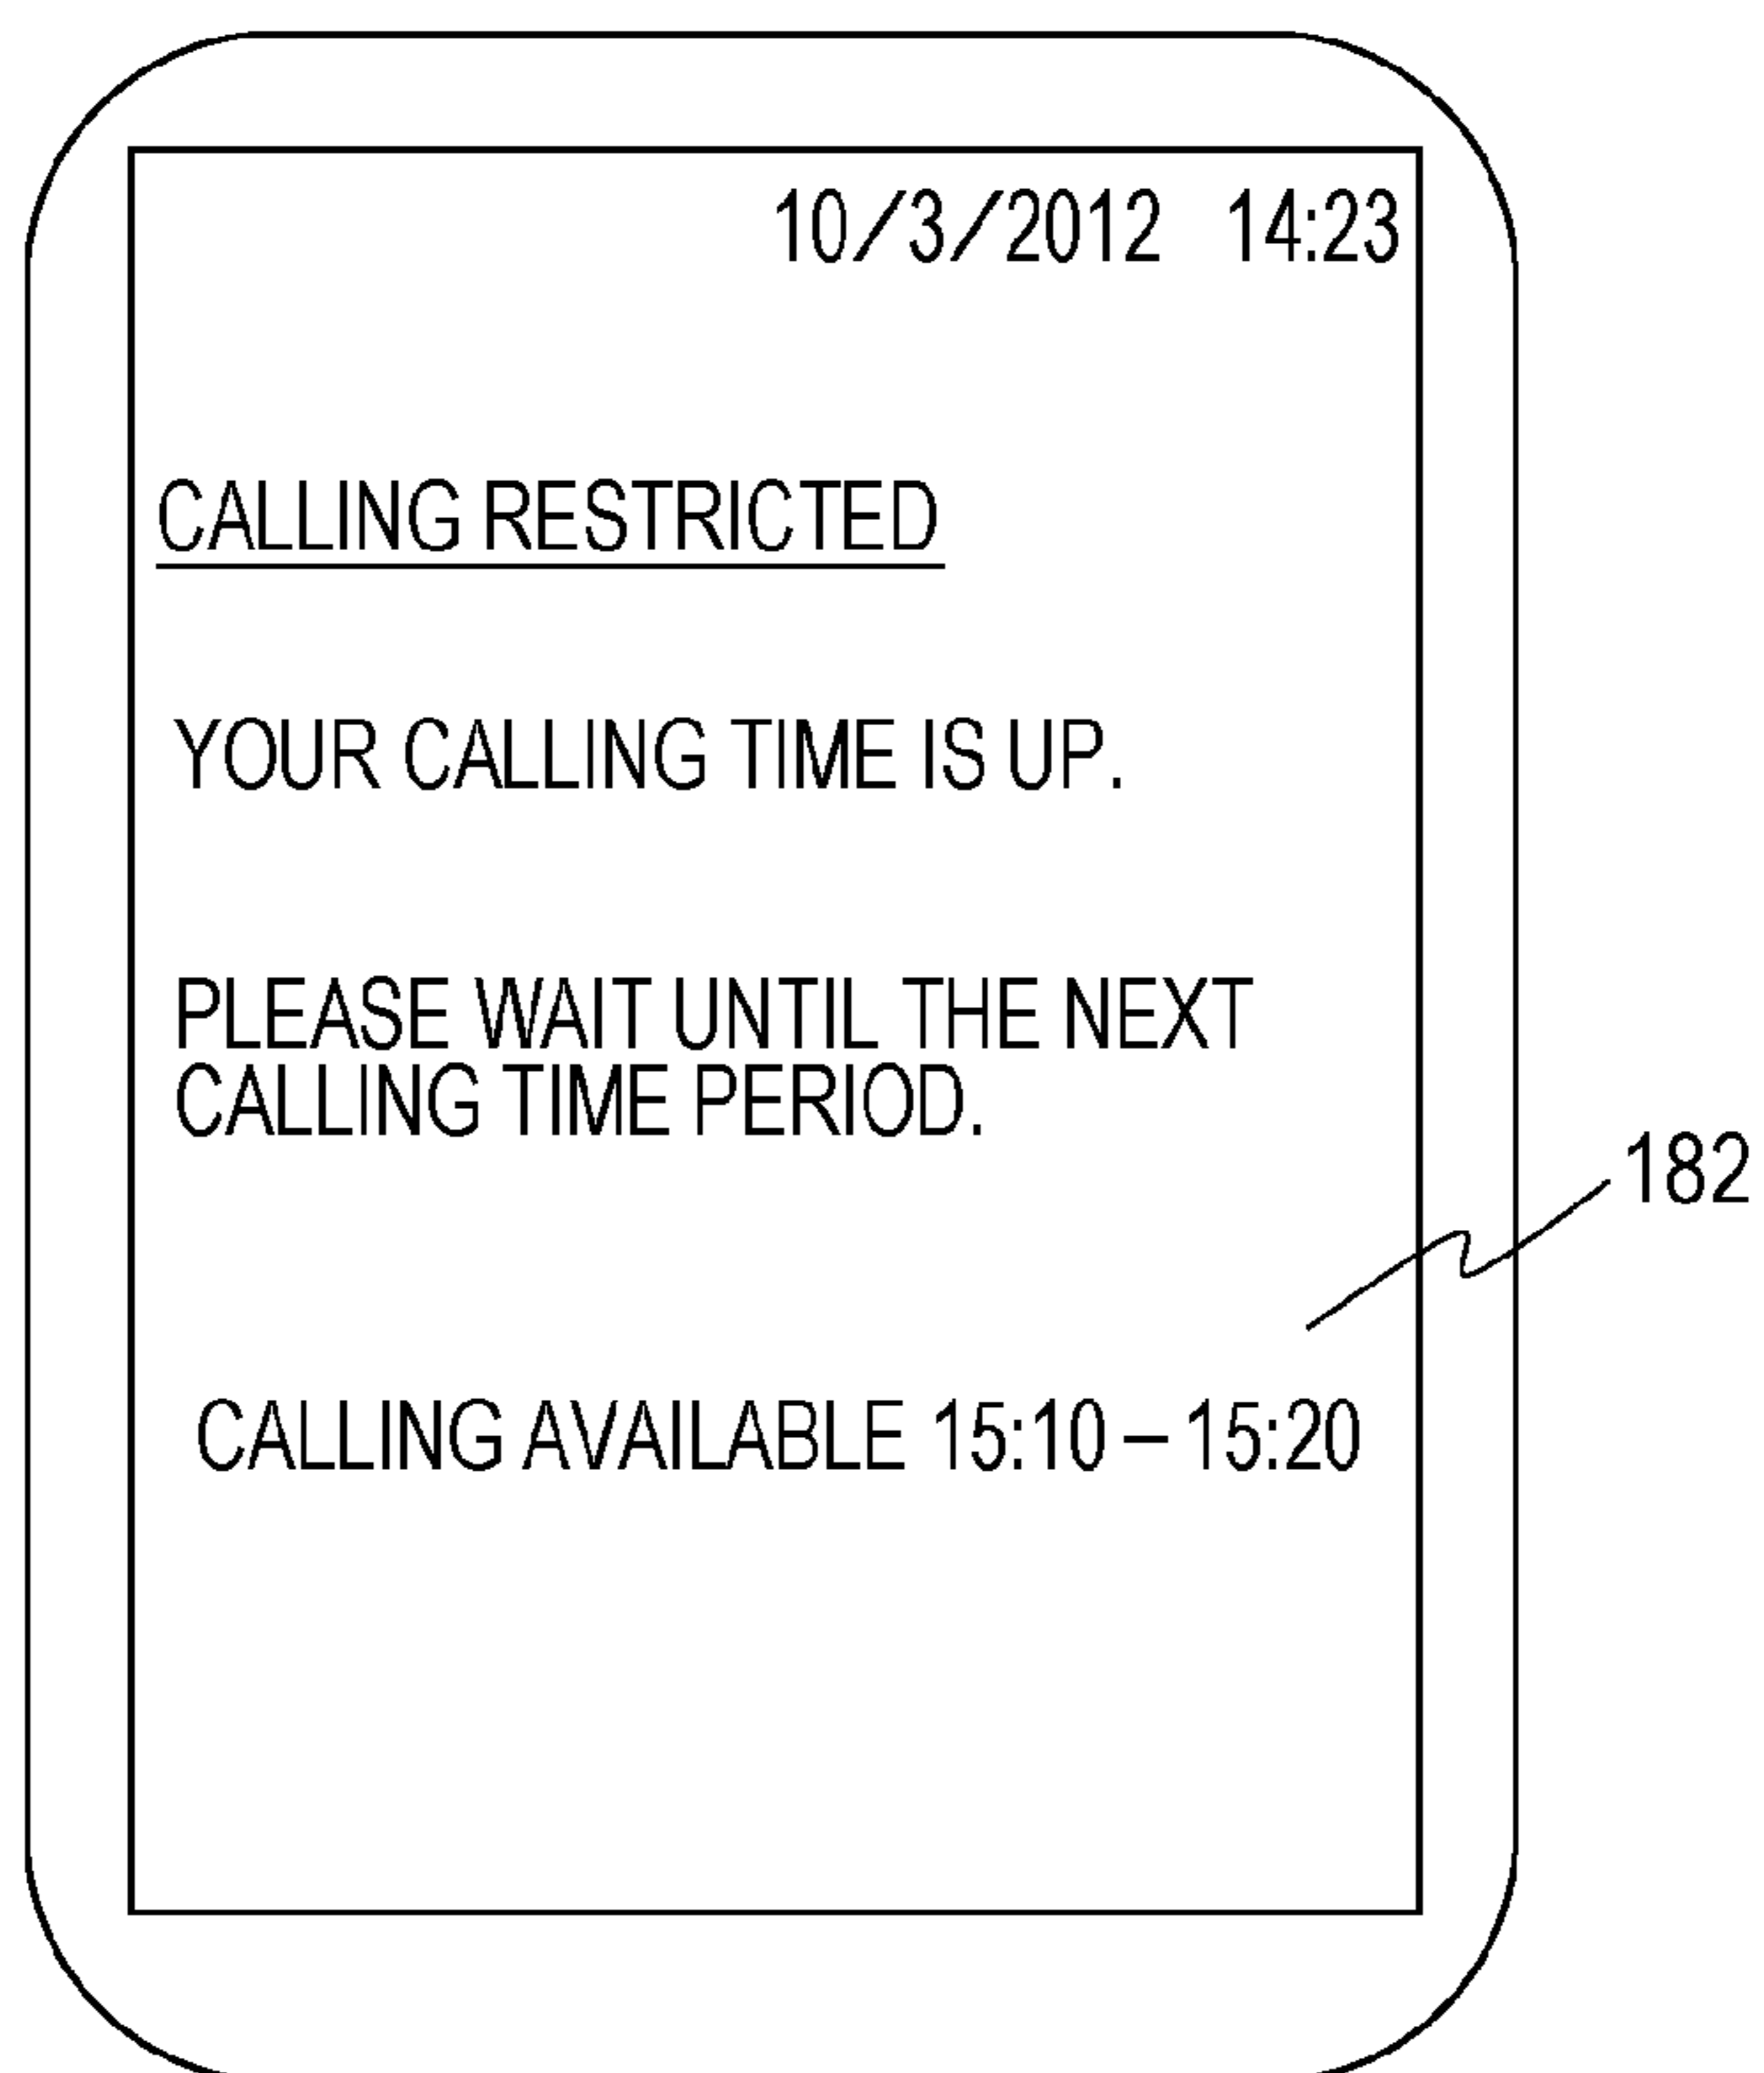 10/3/2012 14:23
CALLING RESTRICTED
YOUR CALLING TIME IS UP.
PLEASE WAIT UNTIL THE NEXT
CALLING TIME PERIOD.
182
CALLING AVAILABLE 15:10–15:20